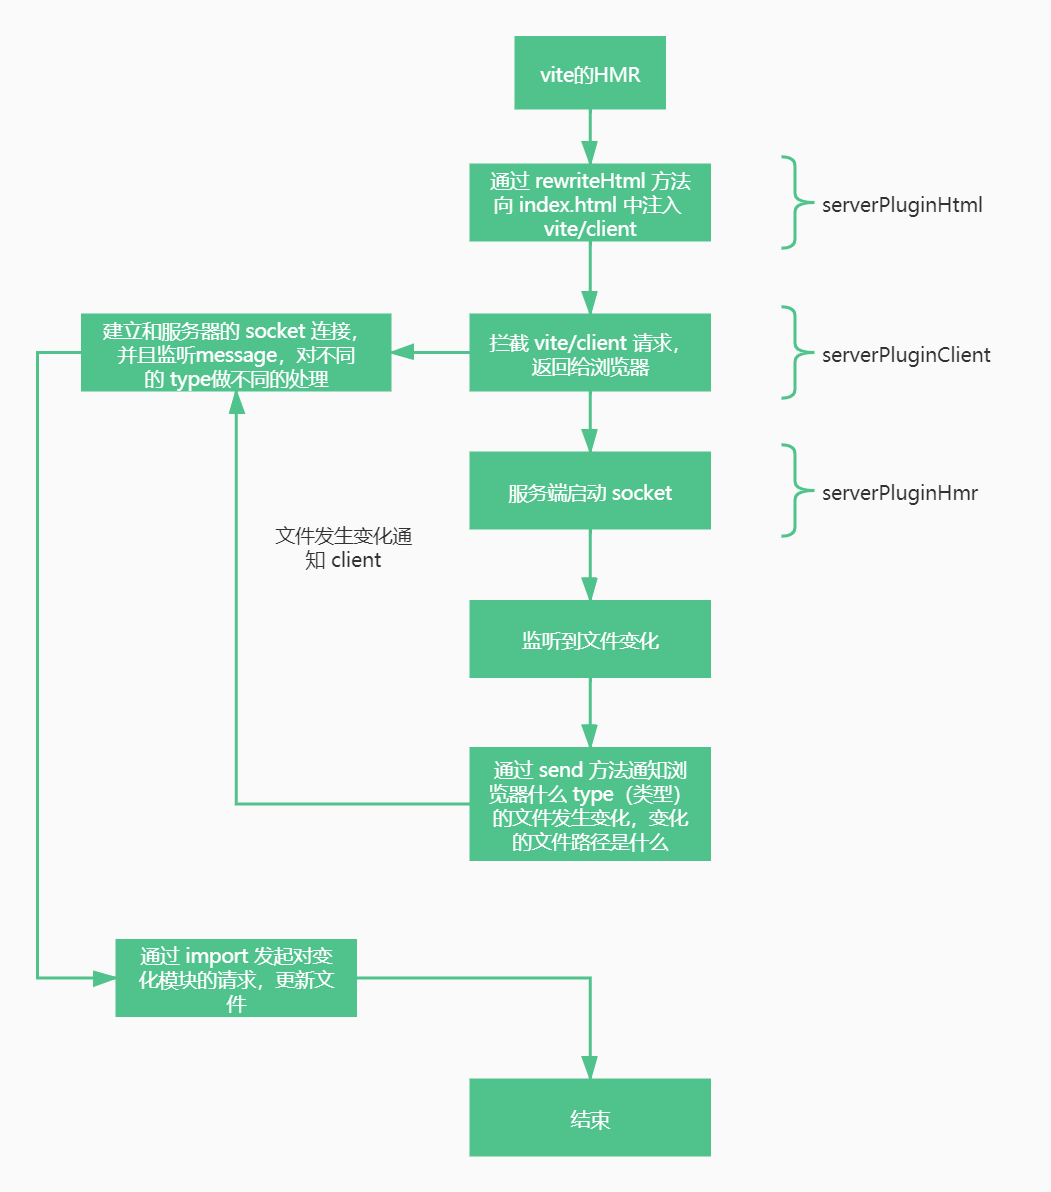 vite的HMR
通过 rewriteHtml 方法
向 index.html 中注入
vite/client
serverPluginHtml
建立和服务器的 socket 连接，
并且监听message，对不同
的 type做不同的处理
拦截 vite/client 请求，
返回给浏览器
serverPluginClient
服务端启动 socket
serverPluginHmr
文件发生变化通
知 client
监听到文件变化
通过 send 方法通知浏
览器什么 type（类型）
的文件发生变化，变化
的文件路径是什么
通过 import 发起对变
化模块的请求，更新文
件
结束